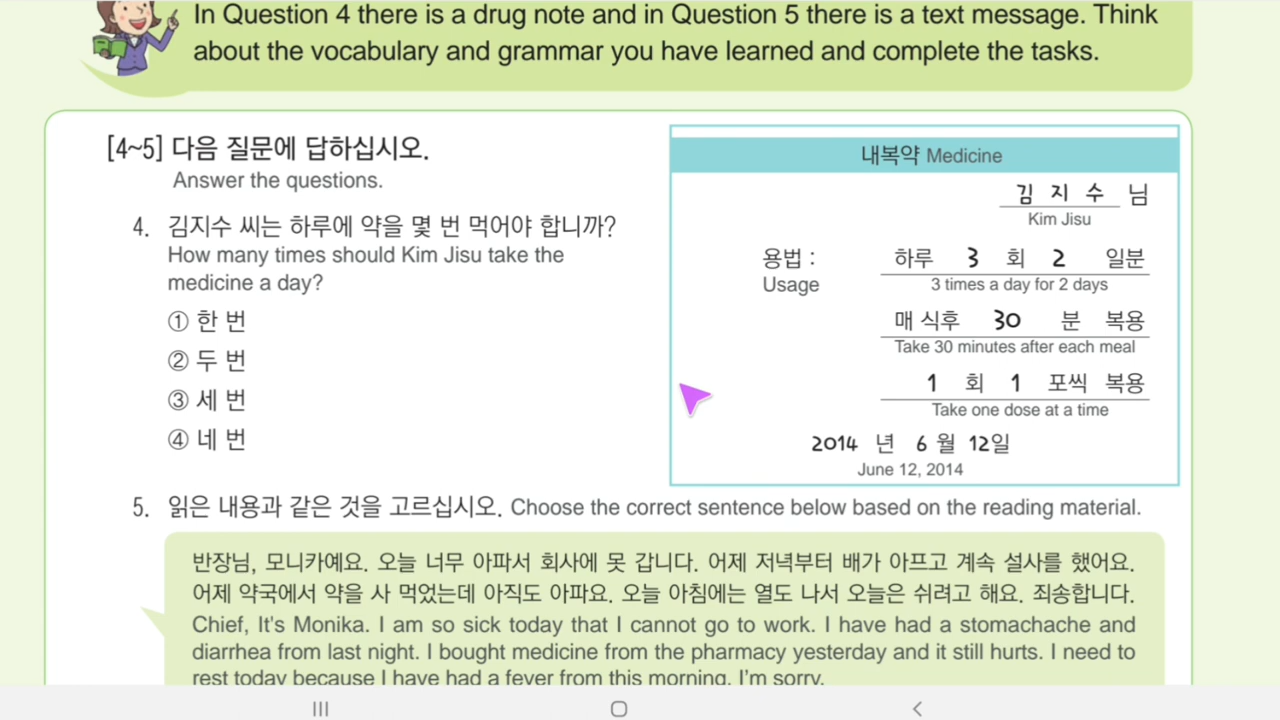 In Question 4 there is a drug note and in Question 5 there is a text message. Think
about the vocabulary and grammar you have learned and complete the tasks.
[4~5] 다음 질문에 답하십시오.
Answer the questions.
4. 김지수 씨는 하루에 약을 몇 번 먹어야 합니까?
How many times should Kim Jisu take the
medicine a day?
① 한 번
② 두 번
③ 세 번
④ 네 번
내복약 Medicine
김 지 수 님
Kim Jisu
용법 : 하루 3 회 2 일분
Usage 3 times a day for 2 days
매 식후 30 분 복용
Take 30 minutes after each meal
1 회 1 포씩 복용
Take one dose at a time
2014 년 6 월 12일
June 12, 2014
5. 읽은 내용과 같은 것을 고르십시오. Choose the correct sentence below based on the reading material.
반장님, 모니카예요. 오늘 너무 아파서 회사에 못 갑니다. 어제 저녁부터 배가 아프고 계속 설사를 했어요.
어제 약국에서 약을 사 먹었는데 아직도 아파요. 오늘 아침에는 열도 나서 오늘은 쉬려고 해요. 죄송합니다.
Chief, It's Monika. I am so sick today that I cannot go to work. I have had a stomachache and
diarrhea from last night. I bought medicine from the pharmacy yesterday and it still hurts. I need to
rest today because I have had a fever from this morning. I'm sorry.